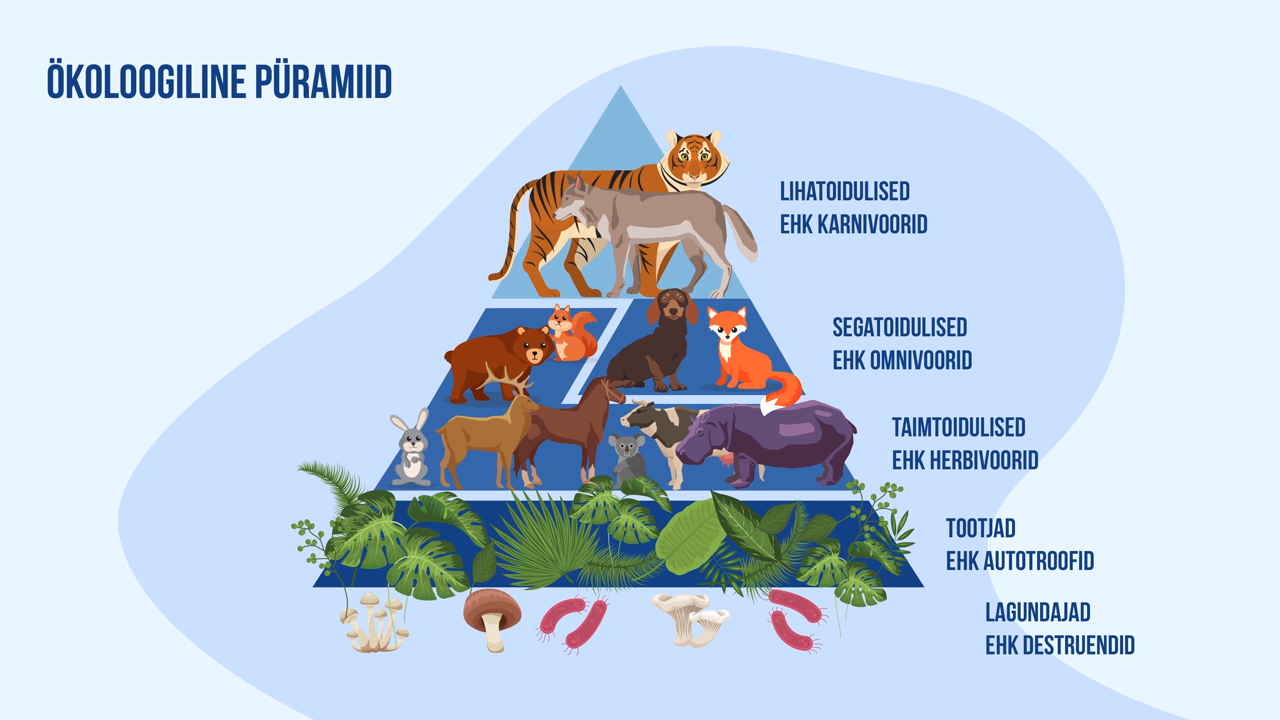 ÖKOLOOGILINE PÜRAMIID
LIHATOIDULISED
EHK KARNIVOORID
SEGATOIDULISED
EHK OMNIVOORID
TAIMTOIDULISED
EHK HERBIVOORID
TOOTJAD
EHK AUTOTROOFID
LAGUNDAJAD
EHK DESTRUENDID